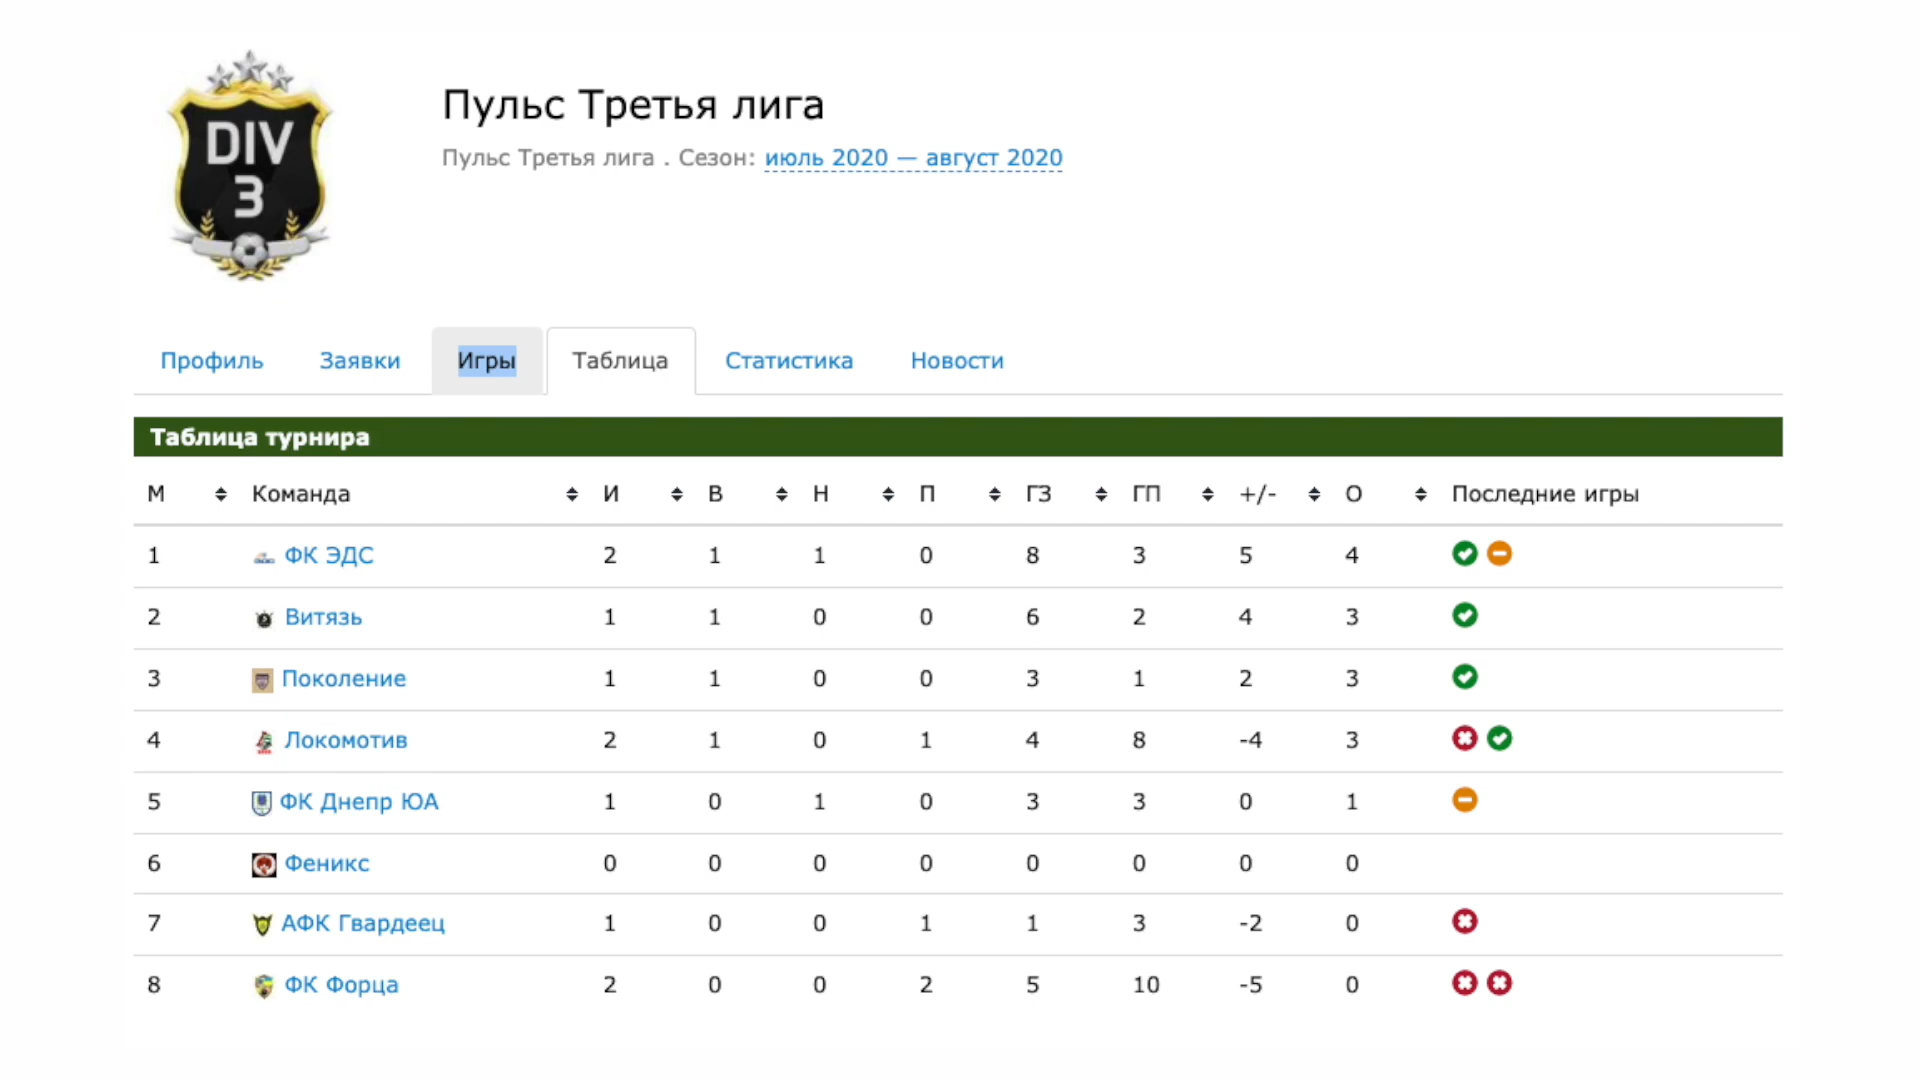 DIV
3
Пульс Третья лига
Пульс Третья лига . Сезон: июль 2020 — август 2020
Профиль Заявки Игры Таблица Статистика Новости
Таблица турнира
М Команда И В Н П ГЗ ГП +/- О Последние игры
1 ФК ЭДС 2 1 1 0 8 3 5 4
2 Витязь 1 1 0 0 6 2 4 3
3 Поколение 1 1 0 0 3 1 2 3
4 Локомотив 2 1 0 1 4 8 -4 3
5 ФК Днепр ЮА 1 0 1 0 3 3 0 1
6 Феникс 0 0 0 0 0 0 0 0
7 АФК Гвардеец 1 0 0 1 1 3 -2 0
8 ФК Форца 2 0 0 2 5 10 -5 0